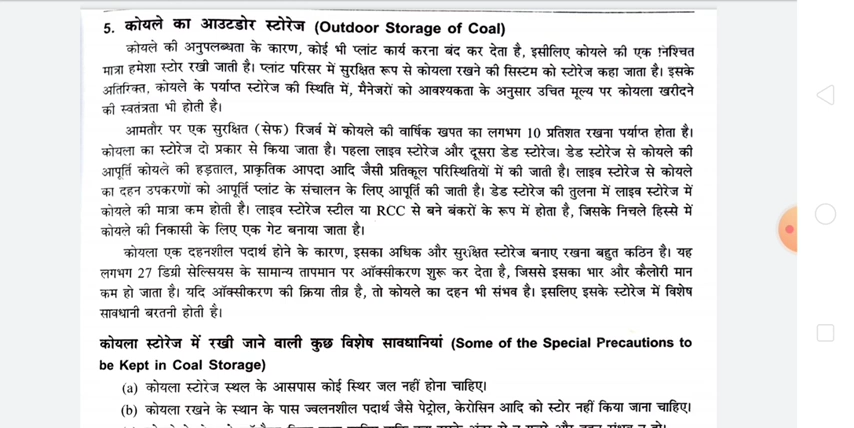 5. कोयले का आउटडोर स्टोरेज (Outdoor Storage of Coal)
कोयले की अनुपलब्धता के कारण, कोई भी प्लांट कार्य करना बंद कर देता है, इसीलिए कोयले की एक निश्चित
मात्रा हमेशा स्टोर रखी जाती है। प्लांट परिसर में सुरक्षित रूप से कोयला रखने की सिस्टम को स्टोरेज कहा जाता है। इसके
अतिरिक्त, कोयले के पर्याप्त स्टोरेज की स्थिति में, मैनेजरों को आवश्यकता के अनुसार उचित मूल्य पर कोयला खरीदने
की स्वतंत्रता भी होती है।
आमतौर पर एक सुरक्षित (सेफ) रिजर्व में कोयले की वार्षिक खपत का लगभग 10 प्रतिशत रखना पर्याप्त होता है।
कोयला का स्टोरेज दो प्रकार से किया जाता है। पहला लाइव स्टोरेज और दूसरा डेड स्टोरेज। डेड स्टोरेज से कोयले की
आपूर्ति कोयले की हड़ताल, प्राकृतिक आपदा आदि जैसी प्रतिकूल परिस्थितियों में की जाती है। लाइव स्टोरेज से कोयले
का दहन उपकरणों को आपूर्ति प्लांट के संचालन के लिए आपूर्ति की जाती है। डेड स्टोरेज की तुलना में लाइव स्टोरेज में
कोयले की मात्रा कम होती है। लाइव स्टोरेज स्टील या RCC से बने बंकरों के रूप में होता है, जिसके निचले हिस्से में
कोयले की निकासी के लिए एक गेट बनाया जाता है।
कोयला एक दहनशील पदार्थ होने के कारण, इसका अधिक और सुरक्षित स्टोरेज बनाए रखना बहुत कठिन है। यह
लगभग 27 डिग्री सेल्सियस के सामान्य तापमान पर ऑक्सीकरण शुरू कर देता है, जिससे इसका भार और कैलोरी मान
कम हो जाता है। यदि ऑक्सीकरण की क्रिया तीव्र है, तो कोयले का दहन भी संभव है। इसलिए इसके स्टोरेज में विशेष
सावधानी बरतनी होती है।
कोयला स्टोरेज में रखी जाने वाली कुछ विशेष सावधानियां (Some of the Special Precautions to
be Kept in Coal Storage)
(a) कोयला स्टोरेज स्थल के आसपास कोई स्थिर जल नहीं होना चाहिए।
(b) कोयला रखने के स्थान के पास ज्वलनशील पदार्थ जैसे पेट्रोल, केरोसिन आदि को स्टोर नहीं किया जाना चाहिए।